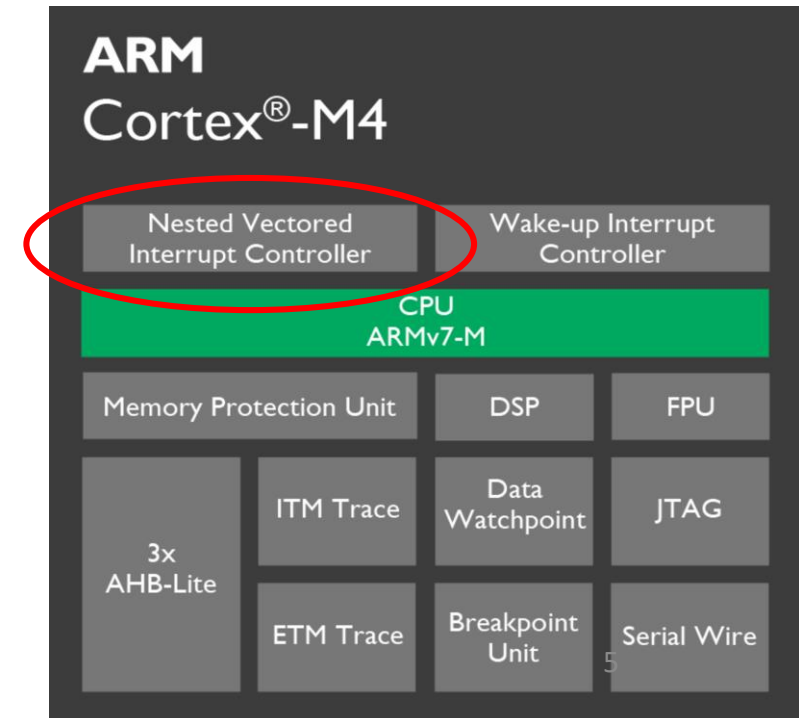 ARM
Cortex®-M4
Nested Vectored
Interrupt Controller
Wake-up Interrupt
Controller
CPU
ARMv7-M
Memory Protection Unit
DSP
FPU
3x
AHB-Lite
ITM Trace
Data
Watchpoint
JTAG
ETM Trace
Breakpoint
Unit
Serial Wire
5